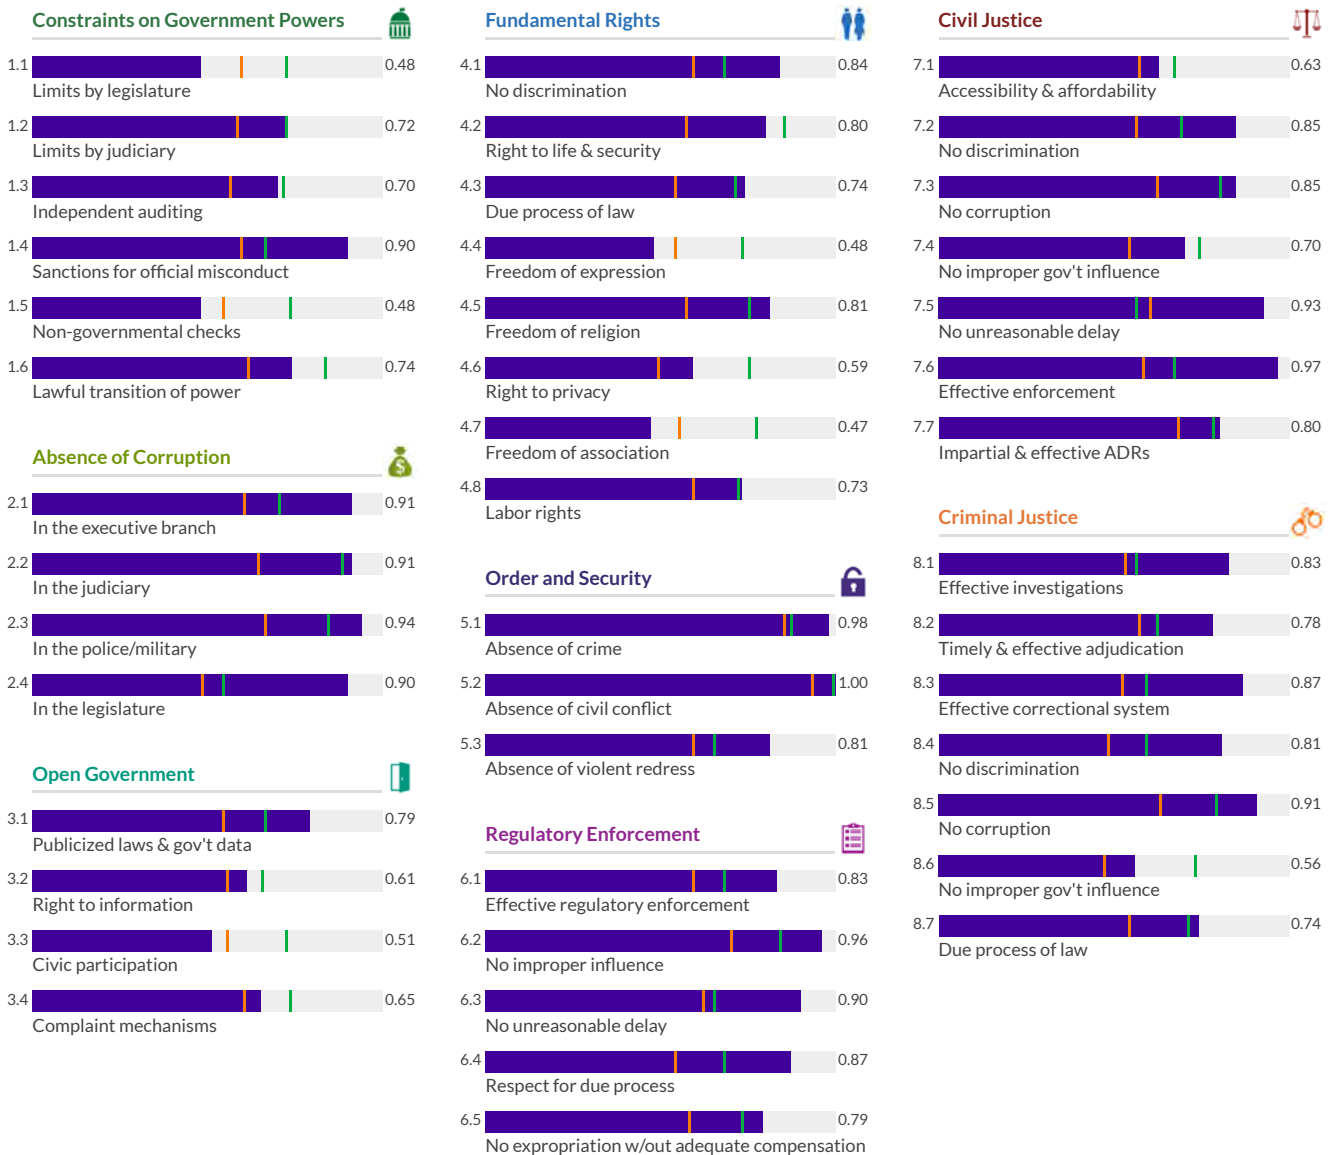 Constraints on Government Powers
1.1 0.48
Limits by legislature
1.2 0.72
Limits by judiciary
1.3 0.70
Independent auditing
1.4 0.90
Sanctions for official misconduct
1.5 0.48
Non-governmental checks
1.6 0.74
Lawful transition of power
Absence of Corruption
2.1 0.91
In the executive branch
2.2 0.91
In the judiciary
2.3 0.94
In the police/military
2.4 0.90
In the legislature
Open Government
3.1 0.79
Publicized laws & gov't data
3.2 0.61
Right to information
3.3 0.51
Civic participation
3.4 0.65
Complaint mechanisms
Fundamental Rights
4.1 0.84
No discrimination
4.2 0.80
Right to life & security
4.3 0.74
Due process of law
4.4 0.48
Freedom of expression
4.5 0.81
Freedom of religion
4.6 0.59
Right to privacy
4.7 0.47
Freedom of association
4.8 0.73
Labor rights
Order and Security
5.1 0.98
Absence of crime
5.2 1.00
Absence of civil conflict
5.3 0.81
Absence of violent redress
Regulatory Enforcement
6.1 0.83
Effective regulatory enforcement
6.2 0.96
No improper influence
6.3 0.90
No unreasonable delay
6.4 0.87
Respect for due process
6.5 0.79
No expropriation w/out adequate compensation
Civil Justice
7.1 0.63
Accessibility & affordability
7.2 0.85
No discrimination
7.3 0.85
No corruption
7.4 0.70
No improper gov't influence
7.5 0.93
No unreasonable delay
7.6 0.97
Effective enforcement
7.7 0.80
Impartial & effective ADRs
Criminal Justice
8.1 0.83
Effective investigations
8.2 0.78
Timely & effective adjudication
8.3 0.87
Effective correctional system
8.4 0.81
No discrimination
8.5 0.91
No corruption
8.6 0.56
No improper gov't influence
8.7 0.74
Due process of law